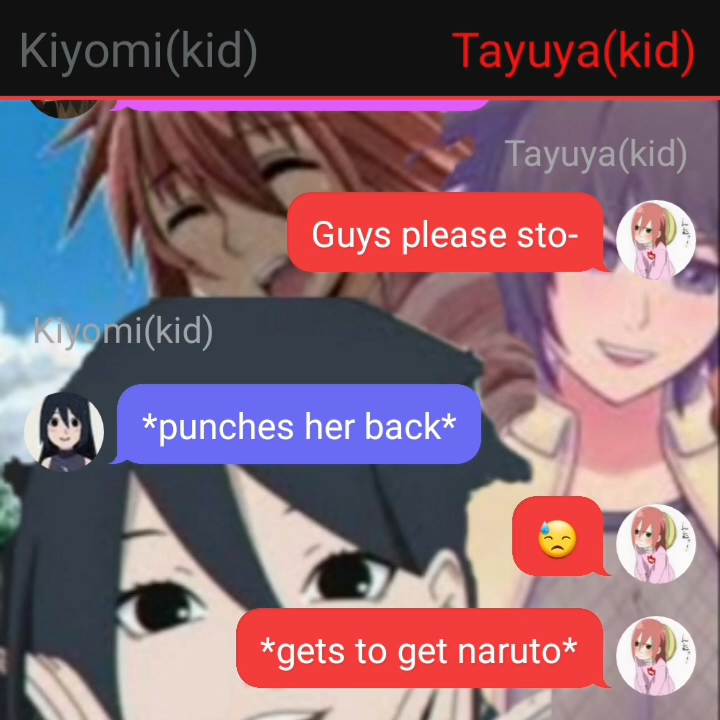 Kiyomi(kid) Tayuya(kid)
Tayuya(kid)
Guys please sto-
Kiyomi(kid)
*punches her back*
😓
*gets to get naruto*